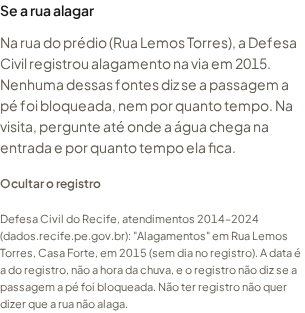 Se a rua alagar
Na rua do prédio (Rua Lemos Torres), a Defesa
Civil registrou alagamento na via em 2015.
Nenhuma dessas fontes diz se a passagem a
pé foi bloqueada, nem por quanto tempo. Na
visita, pergunte até onde a água chega na
entrada e por quanto tempo ela fica.
Ocultar o registro
Defesa Civil do Recife, atendimentos 2014–2024
(dados.recife.pe.gov.br): "Alagamentos" em Rua Lemos
Torres, Casa Forte, em 2015 (sem dia no registro). A data é
a do registro, não a hora da chuva, e o registro não diz se a
passagem a pé foi bloqueada. Não ter registro não quer
dizer que a rua não alaga.